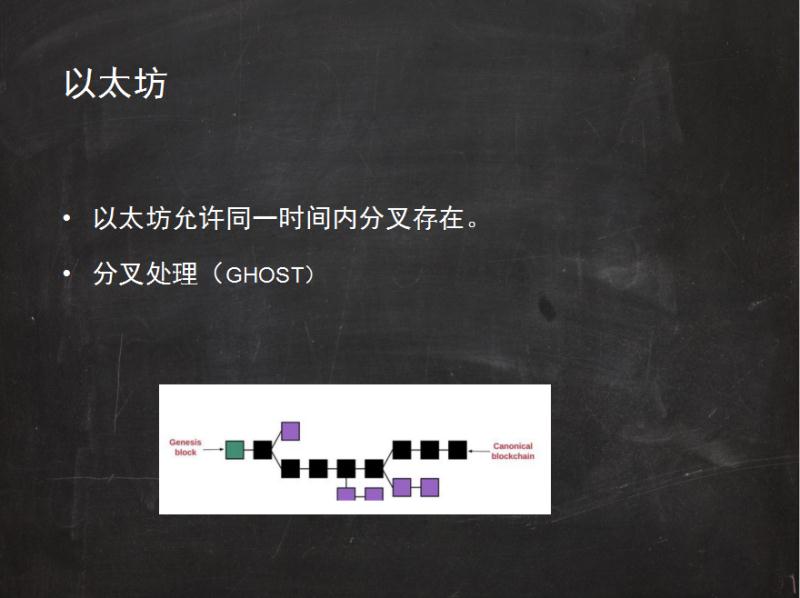 以太坊
• 以太坊允许同一时间内分叉存在。
• 分叉处理（GHOST）
Genesis
block
Canonical
blockchain